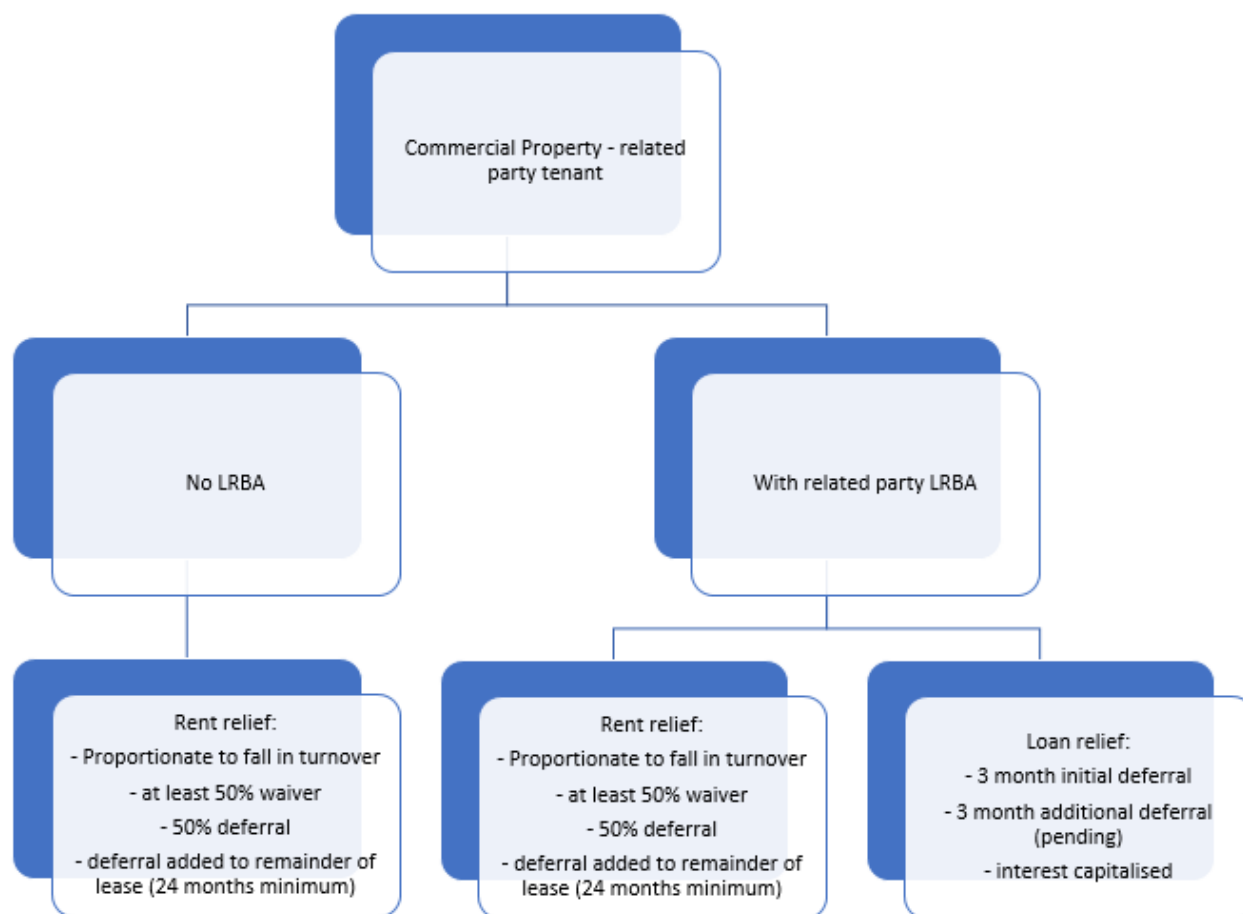 Commercial Property - related
party tenant
No LRBA
With related party LRBA
Rent relief:
- Proportionate to fall in turnover
- at least 50% waiver
- 50% deferral
- deferral added to remainder of
lease (24 months minimum)
Rent relief:
- Proportionate to fall in turnover
- at least 50% waiver
- 50% deferral
- deferral added to remainder of
lease (24 months minimum)
Loan relief:
- 3 month initial deferral
- 3 month additional deferral
(pending)
- interest capitalised